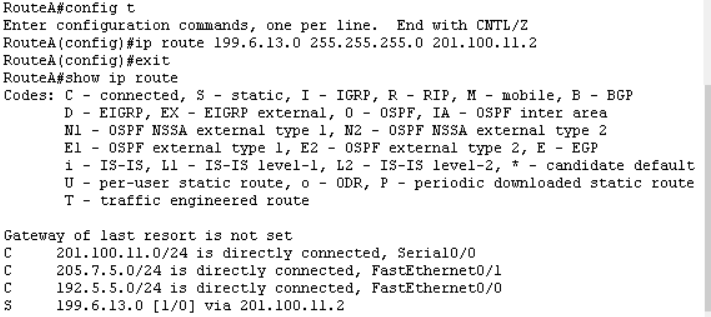 RouteA#config t
Enter configuration commands, one per line.  End with CNTL/Z
RouteA(config)#ip route 199.6.13.0 255.255.255.0 201.100.11.2
RouteA(config)#exit
RouteA#show ip route
Codes: C - connected, S - static, I - IGRP, R - RIP, M - mobile, B - BGP
       D - EIGRP, EX - EIGRP external, O - OSPF, IA - OSPF inter area
       N1 - OSPF NSSA external type 1, N2 - OSPF NSSA external type 2
       E1 - OSPF external type 1, E2 - OSPF external type 2, E - EGP
       i - IS-IS, L1 - IS-IS level-1, L2 - IS-IS level-2, * - candidate default
       U - per-user static route, o - ODR, P - periodic downloaded static route
       T - traffic engineered route

Gateway of last resort is not set
C    201.100.11.0/24 is directly connected, Serial0/0
C    205.7.5.0/24 is directly connected, FastEthernet0/1
C    192.5.5.0/24 is directly connected, FastEthernet0/0
S    199.6.13.0 [1/0] via 201.100.11.2